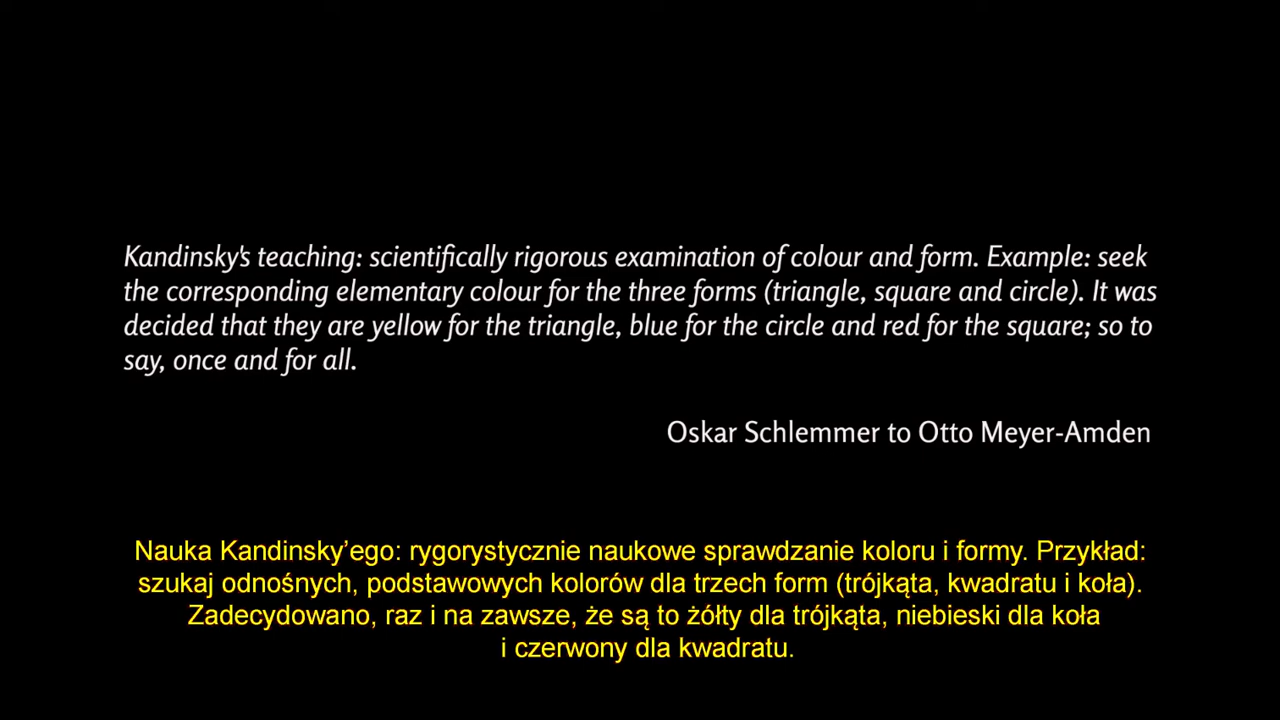 Kandinsky's teaching: scientifically rigorous examination of colour and form. Example: seek
the corresponding elementary colour for the three forms (triangle, square and circle). It was
decided that they are yellow for the triangle, blue for the circle and red for the square; so to
say, once and for all.
Oskar Schlemmer to Otto Meyer-Amden
Nauka Kandinsky’ego: rygorystycznie naukowe sprawdzanie koloru i formy. Przykład:
szukaj odnośnych, podstawowych kolorów dla trzech form (trójkąta, kwadratu i koła).
Zadecydowano, raz i na zawsze, że są to żółty dla trójkąta, niebieski dla koła
i czerwony dla kwadratu.